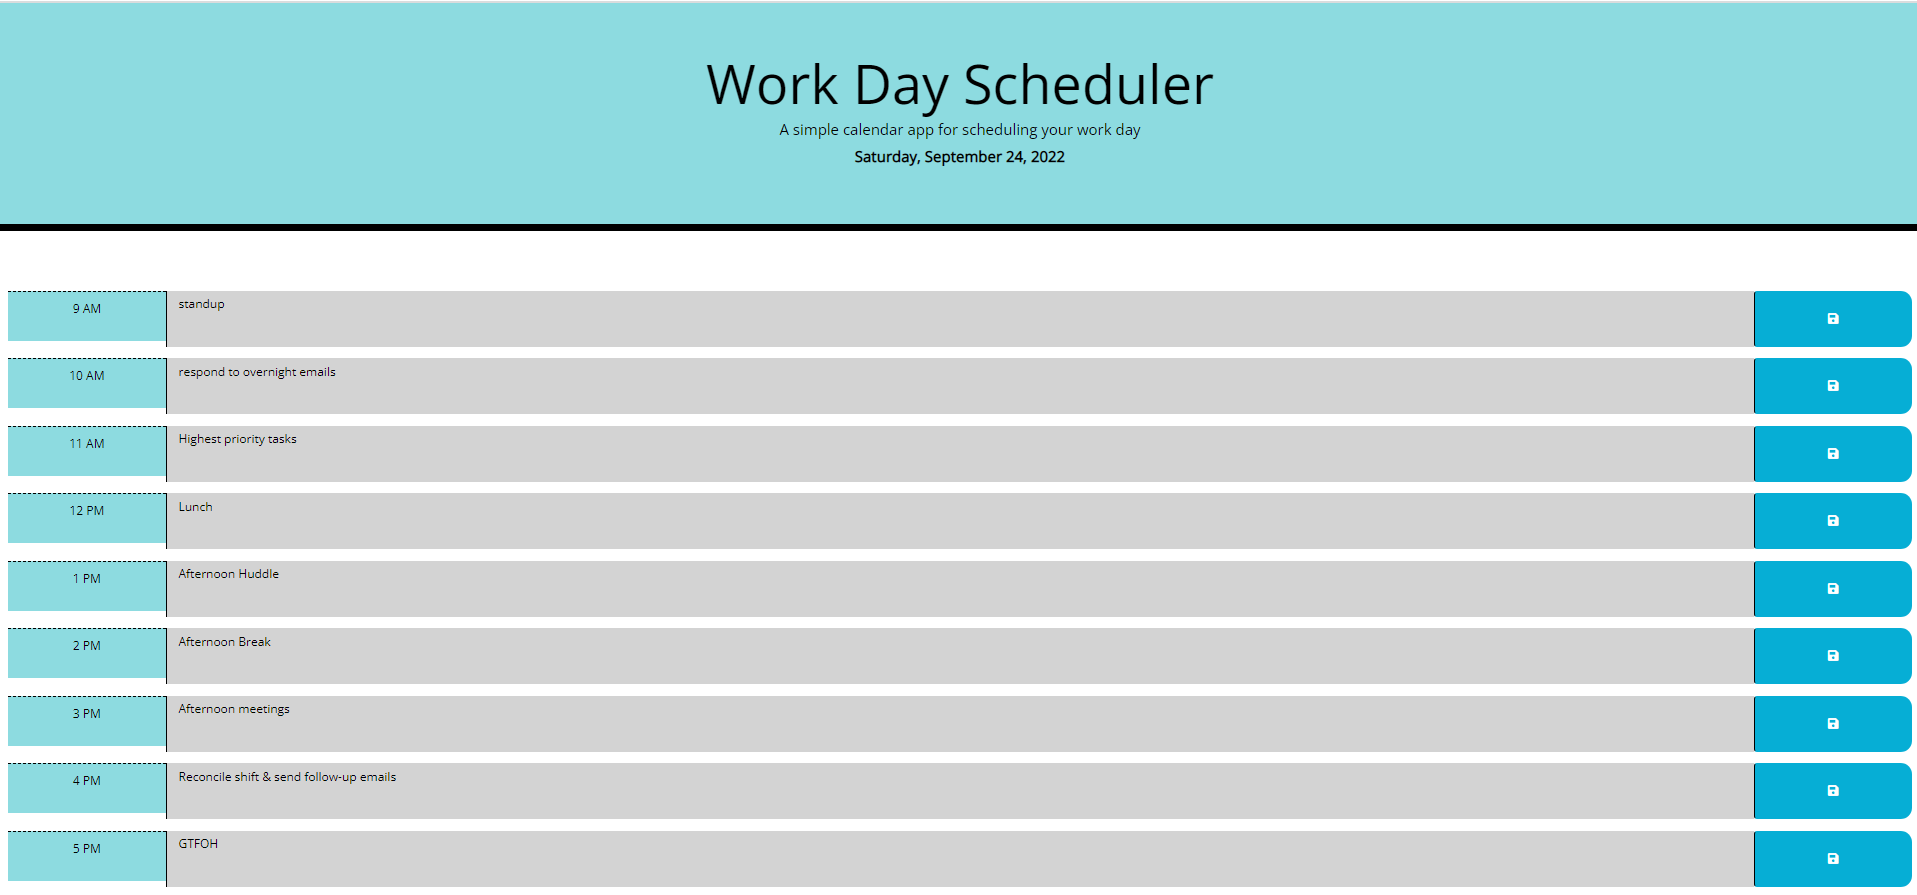 Work Day Scheduler
A simple calendar app for scheduling your work day
Saturday, September 24, 2022
9 AM standup
10 AM respond to overnight emails
11 AM Highest priority tasks
12 PM Lunch
1 PM Afternoon Huddle
2 PM Afternoon Break
3 PM Afternoon meetings
4 PM Reconcile shift & send follow-up emails
5 PM GTFOH